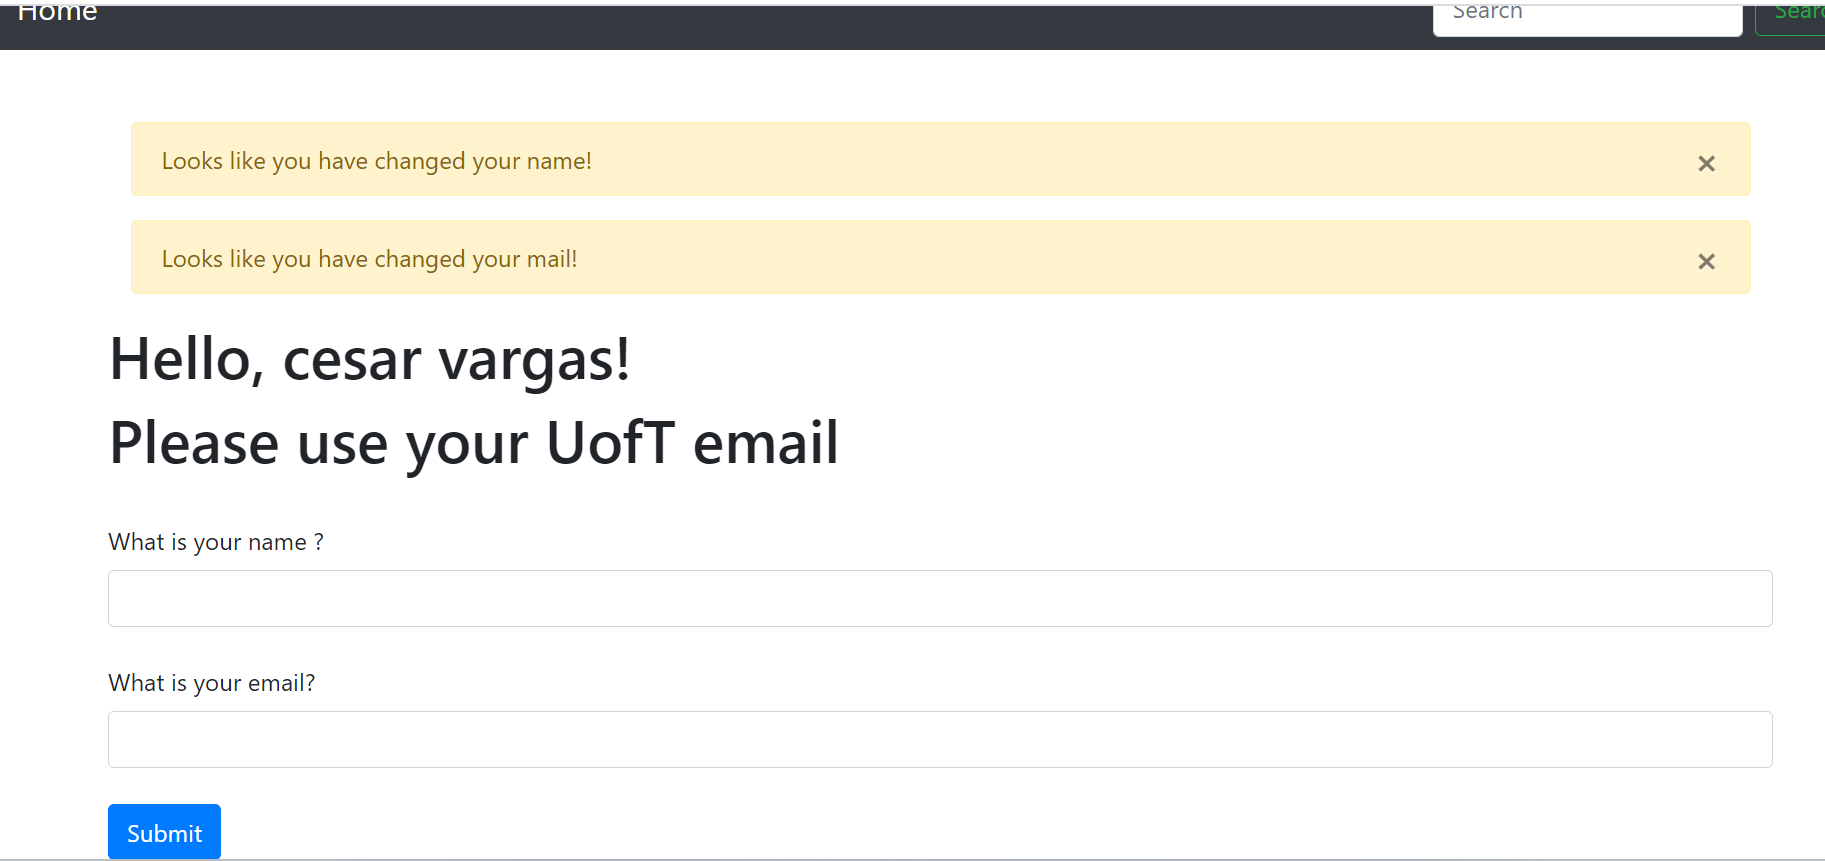 Home
Search
Looks like you have changed your name!
×
Looks like you have changed your mail!
×
Hello, cesar vargas!
Please use your UofT email
What is your name ?
What is your email?
Submit